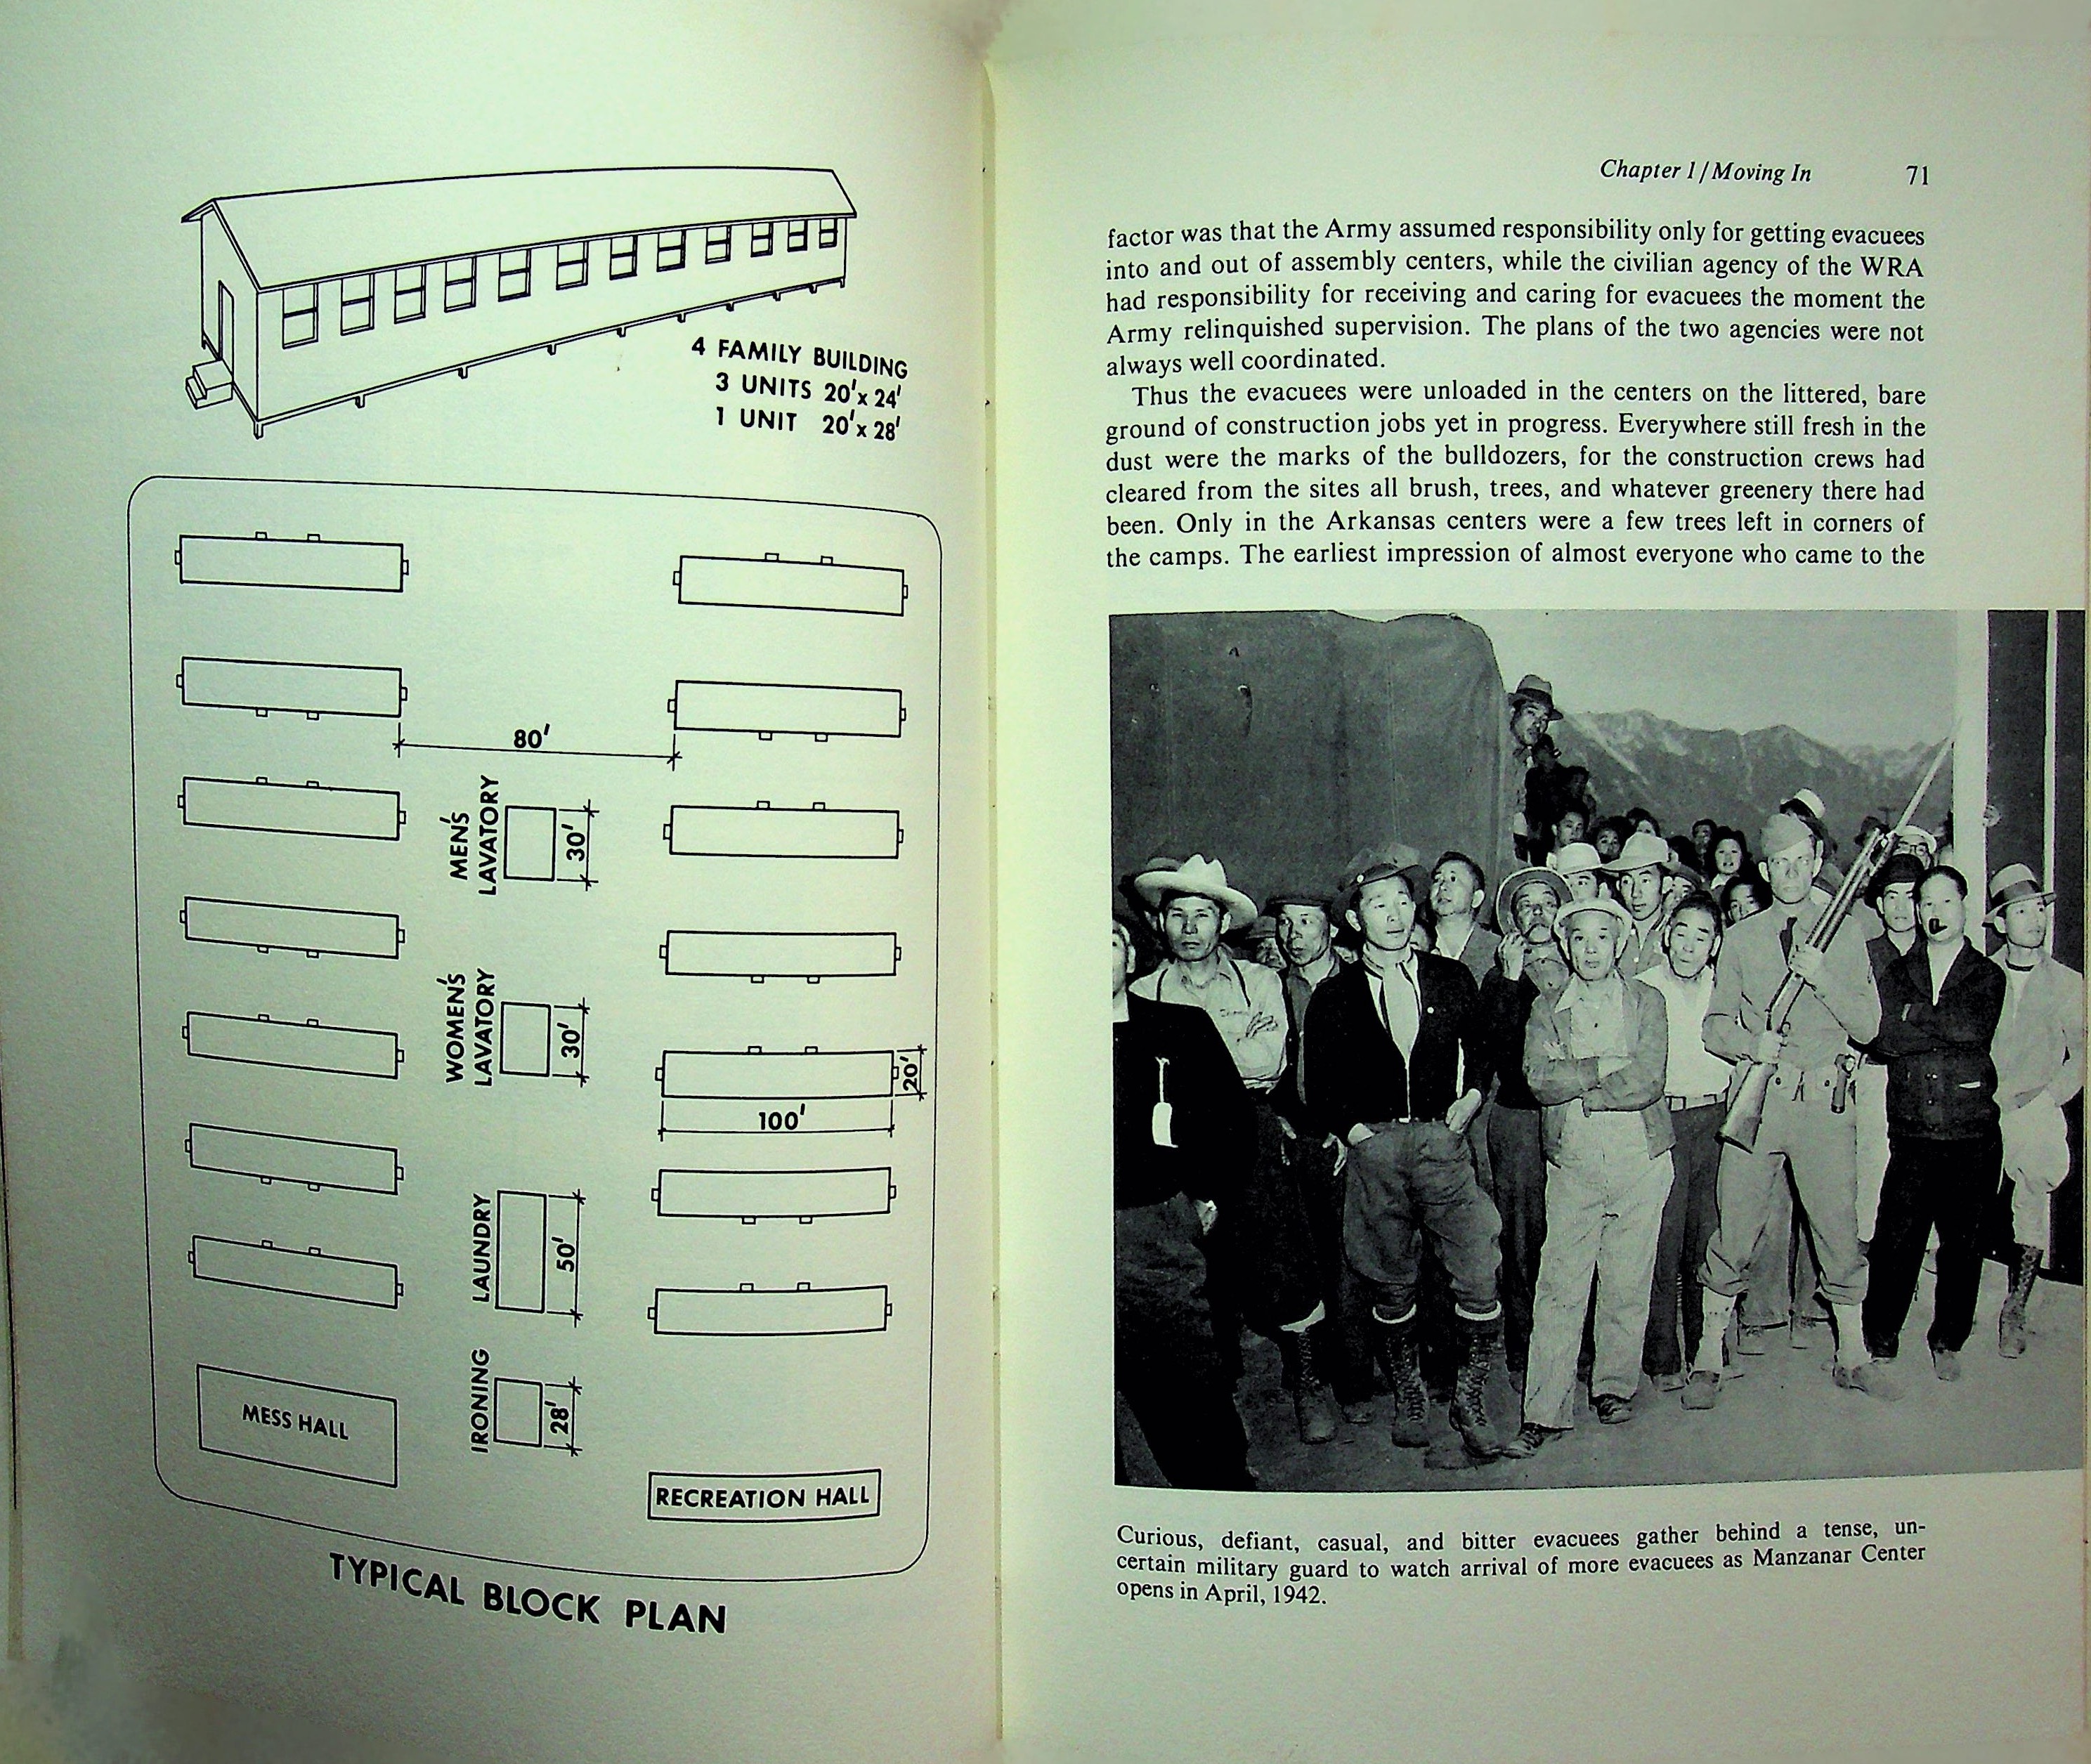 4 FAMILY BUILDING
3 UNITS 20'x 24'
1 UNIT 20'x 28'
80'
MEN'S
LAVATORY
30'
WOMEN'S
LAVATORY
30'
20'
100'
LAUNDRY
50'
IRONING
28'
MESS HALL
RECREATION HALL
TYPICAL BLOCK PLAN
Chapter 1/Moving In 71
factor was that the Army assumed responsibility only for getting evacuees
into and out of assembly centers, while the civilian agency of the WRA
had responsibility for receiving and caring for evacuees the moment the
Army relinquished supervision. The plans of the two agencies were not
always well coordinated.
Thus the evacuees were unloaded in the centers on the littered, bare
ground of construction jobs yet in progress. Everywhere still fresh in the
dust were the marks of the bulldozers, for the construction crews had
cleared from the sites all brush, trees, and whatever greenery there had
been. Only in the Arkansas centers were a few trees left in corners of
the camps. The earliest impression of almost everyone who came to the
Curious, defiant, casual, and bitter evacuees gather behind a tense, un-
certain military guard to watch arrival of more evacuees as Manzanar Center
opens in April, 1942.